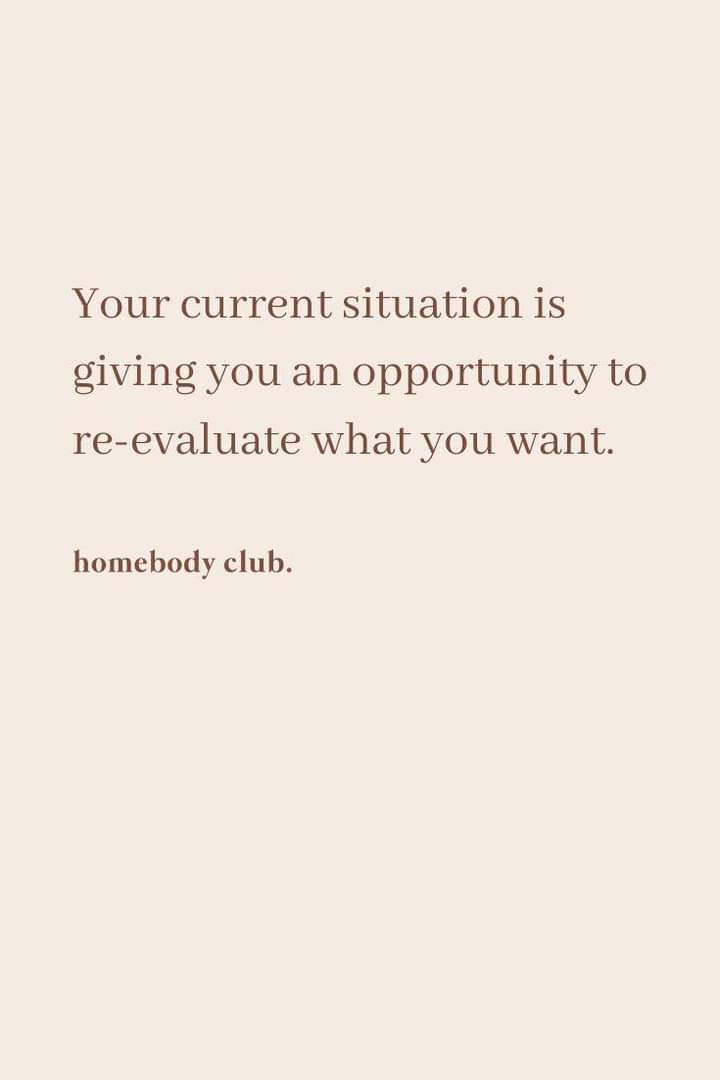 Your current situation is
giving you an opportunity to
re-evaluate what you want.
homebody club.